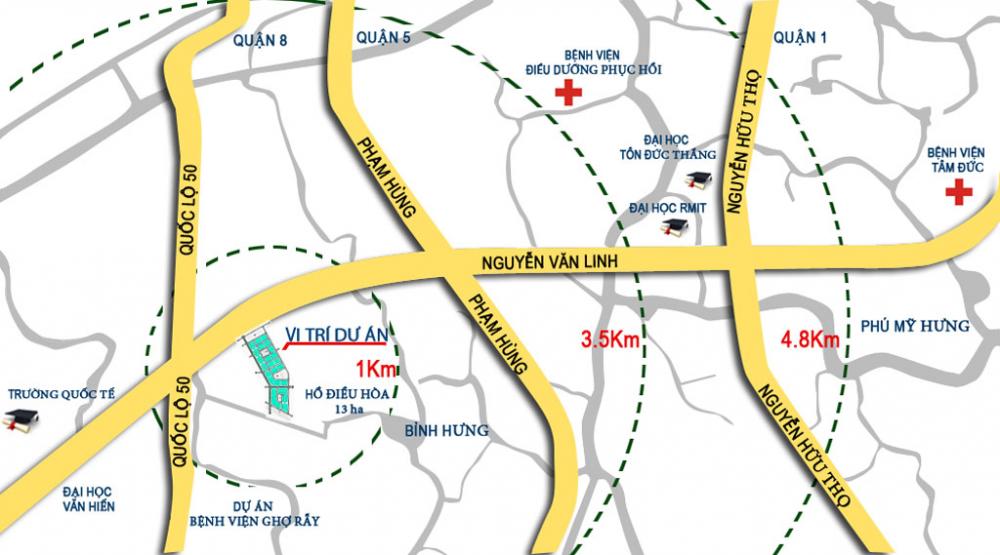 QUẬN 8
QUẬN 5
QUẬN 1
BỆNH VIỆN
ĐIỀU DƯỠNG PHỤC HỒI
ĐẠI HỌC
TÔN ĐỨC THẮNG
NGUYỄN HỮU THỌ
BỆNH VIỆN
TÂM ĐỨC
PHẠM HÙNG
QUỐC LỘ 50
ĐẠI HỌC RMIT
NGUYỄN VĂN LINH
VỊ TRÍ DỰ ÁN
1Km
3.5Km
4.8Km
PHÚ MỸ HƯNG
PHẠM HÙNG
TRƯỜNG QUỐC TẾ
HỒ ĐIỀU HÒA
13 ha
QUỐC LỘ 50
BÌNH HƯNG
NGUYỄN HỮU THỌ
ĐẠI HỌC
VĂN HIẾN
DỰ ÁN
BỆNH VIỆN GHỢ RẪY